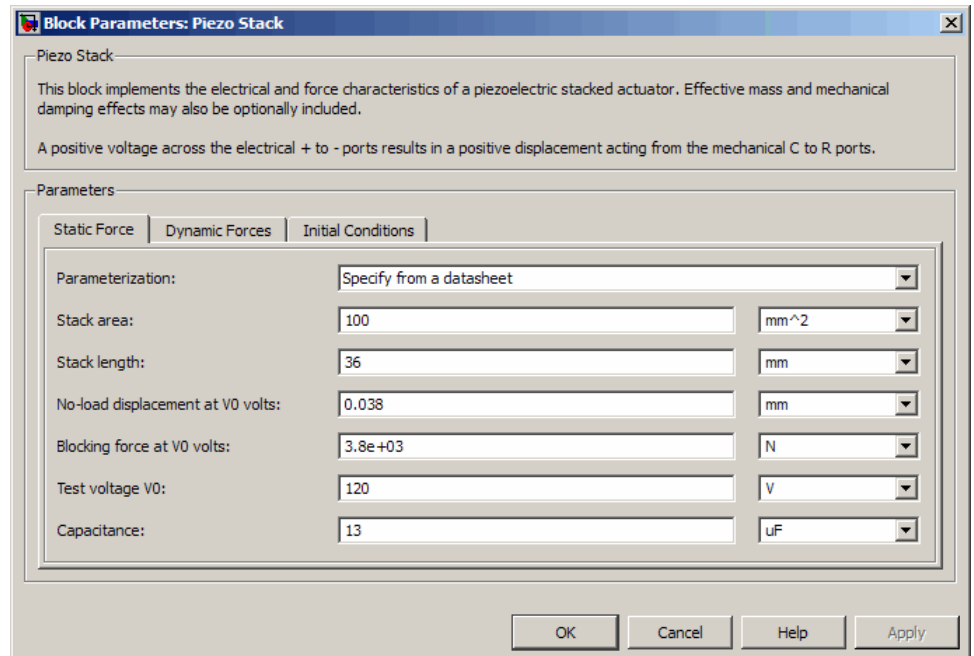 Block Parameters: Piezo Stack
Piezo Stack
This block implements the electrical and force characteristics of a piezoelectric stacked actuator. Effective mass and mechanical
damping effects may also be optionally included.
A positive voltage across the electrical + to - ports results in a positive displacement acting from the mechanical C to R ports.
Parameters
Static Force Dynamic Forces Initial Conditions
Parameterization: Specify from a datasheet
Stack area: 100 mm^2
Stack length: 36 mm
No-load displacement at V0 volts: 0.038 mm
Blocking force at V0 volts: 3.8e+03 N
Test voltage V0: 120 V
Capacitance: 13 uF
OK Cancel Help Apply